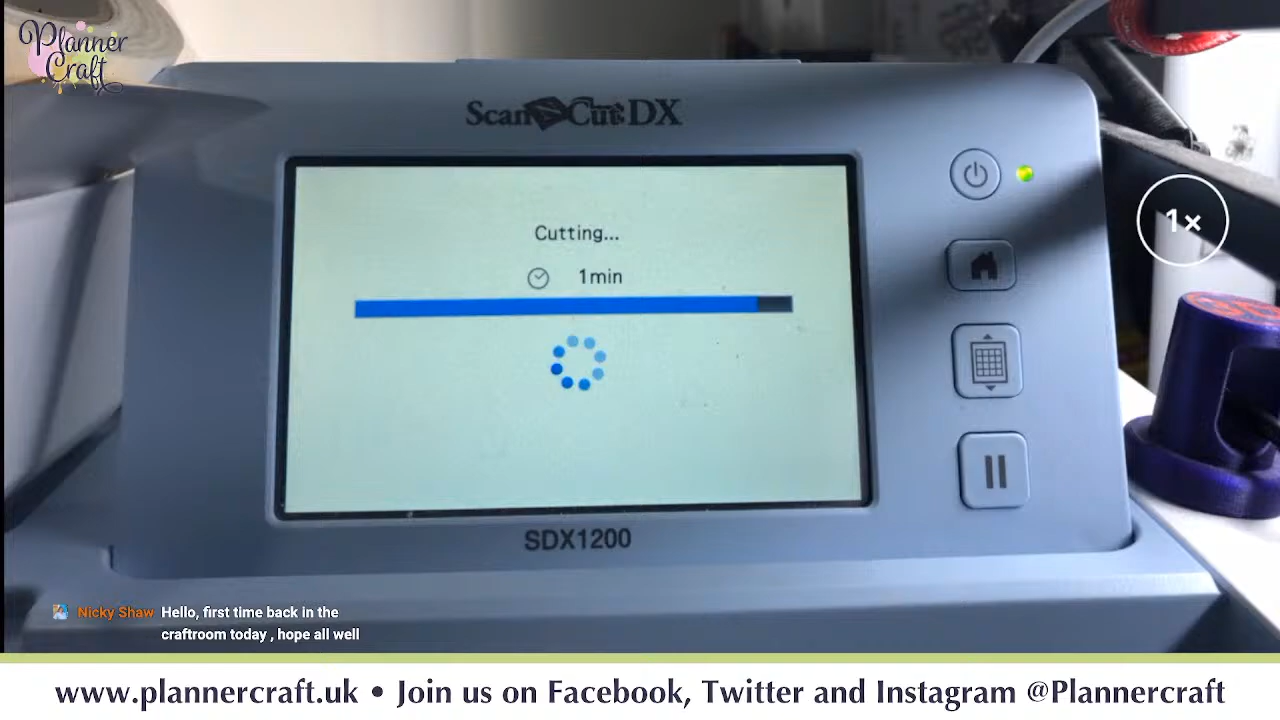 Planner
Craft
ScanNCut DX
Cutting...
1min
1×
SDX1200
Nicky Shaw Hello, first time back in the
craftroom today , hope all well
www.plannercraft.uk • Join us on Facebook, Twitter and Instagram @Plannercraft